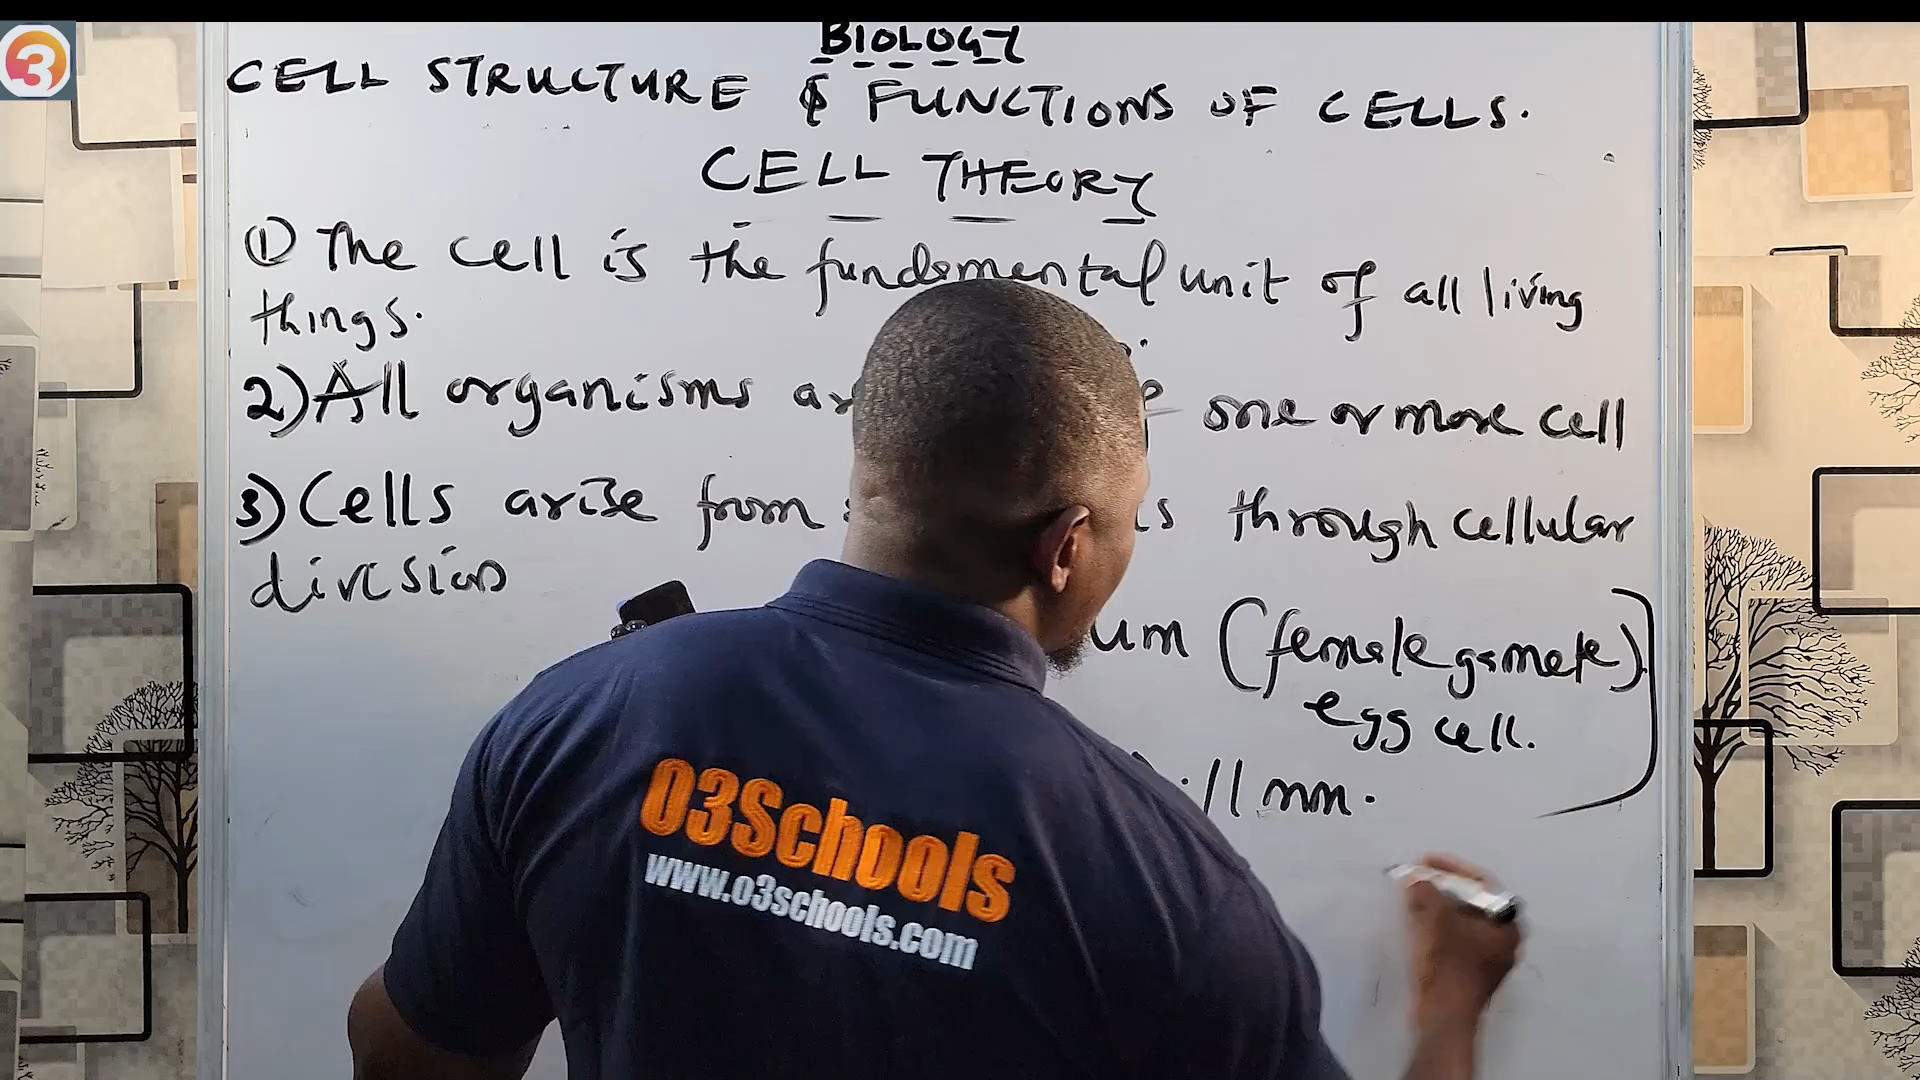 3
BIOLOGY
CELL STRUCTURE & FUNCTIONS OF CELLS.
CELL THEORY
① The cell is the fundamental unit of all living
things.
2) All organisms one or more cell
3) Cells arise from through cellular
division
um (female gamete).
egg cell.
mm.
O3Schools
www.o3schools.com